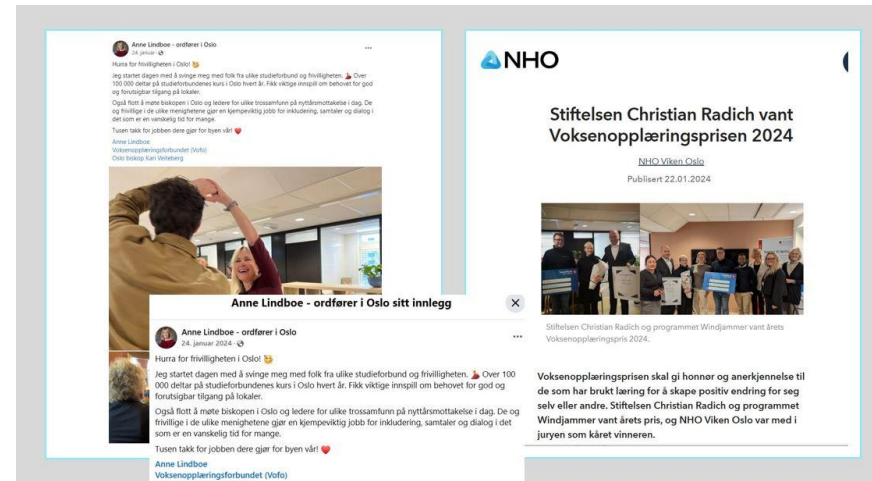 Anne Lindboe - ordfører i Oslo
24. januar ·
Hurra for frivilligheten i Oslo!
Jeg startet dagen med å svinge meg med folk fra ulike studieforbund og frivilligheten. Over
100 000 deltar på studieforbundenes kurs i Oslo hvert år. Fikk viktige innspill om behovet for god
og forutsigbar tilgang på lokaler.
Også flott å møte biskopen i Oslo og ledere for ulike trossamfunn på nyttårsmottakelse i dag. De
og frivillige i de ulike menighetene gjør en kjempeviktig jobb for inkludering, samtaler og dialog i
det som er en vanskelig tid for mange.
Tusen takk for jobben dere gjør for byen vår!
Anne Lindboe
Voksenopplæringsforbundet (Vofo)
Oslo biskop Kari Veiteberg
Anne Lindboe - ordfører i Oslo sitt innlegg
Anne Lindboe - ordfører i Oslo
24. januar 2024 ·
Hurra for frivilligheten i Oslo!
Jeg startet dagen med å svinge meg med folk fra ulike studieforbund og frivilligheten. Over 100
000 deltar på studieforbundenes kurs i Oslo hvert år. Fikk viktige innspill om behovet for god og
forutsigbar tilgang på lokaler.
Også flott å møte biskopen i Oslo og ledere for ulike trossamfunn på nyttårsmottakelse i dag. De og
frivillige i de ulike menighetene gjør en kjempeviktig jobb for inkludering, samtaler og dialog i det
som er en vanskelig tid for mange.
Tusen takk for jobben dere gjør for byen vår!
Anne Lindboe
Voksenopplæringsforbundet (Vofo)
NHO
Stiftelsen Christian Radich vant
Voksenopplæringsprisen 2024
NHO Viken Oslo
Publisert 22.01.2024
Stiftelsen Christian Radich og programmet Windjammer vant årets
Voksenopplæringspris 2024.
Voksenopplæringsprisen skal gi honnør og anerkjennelse til
de som har brukt læring for å skape positiv endring for seg
selv eller andre. Stiftelsen Christian Radich og programmet
Windjammer vant årets pris, og NHO Viken Oslo var med i
juryen som kåret vinneren.